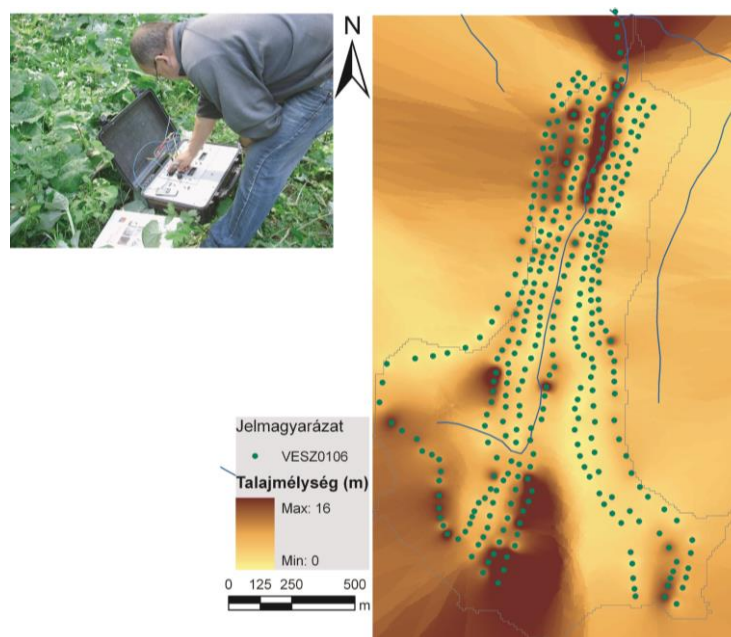 N
Jelmagyarázat
VESZ0106
Talajmélység (m)
Max: 16
Min: 0
0 125 250 500
m